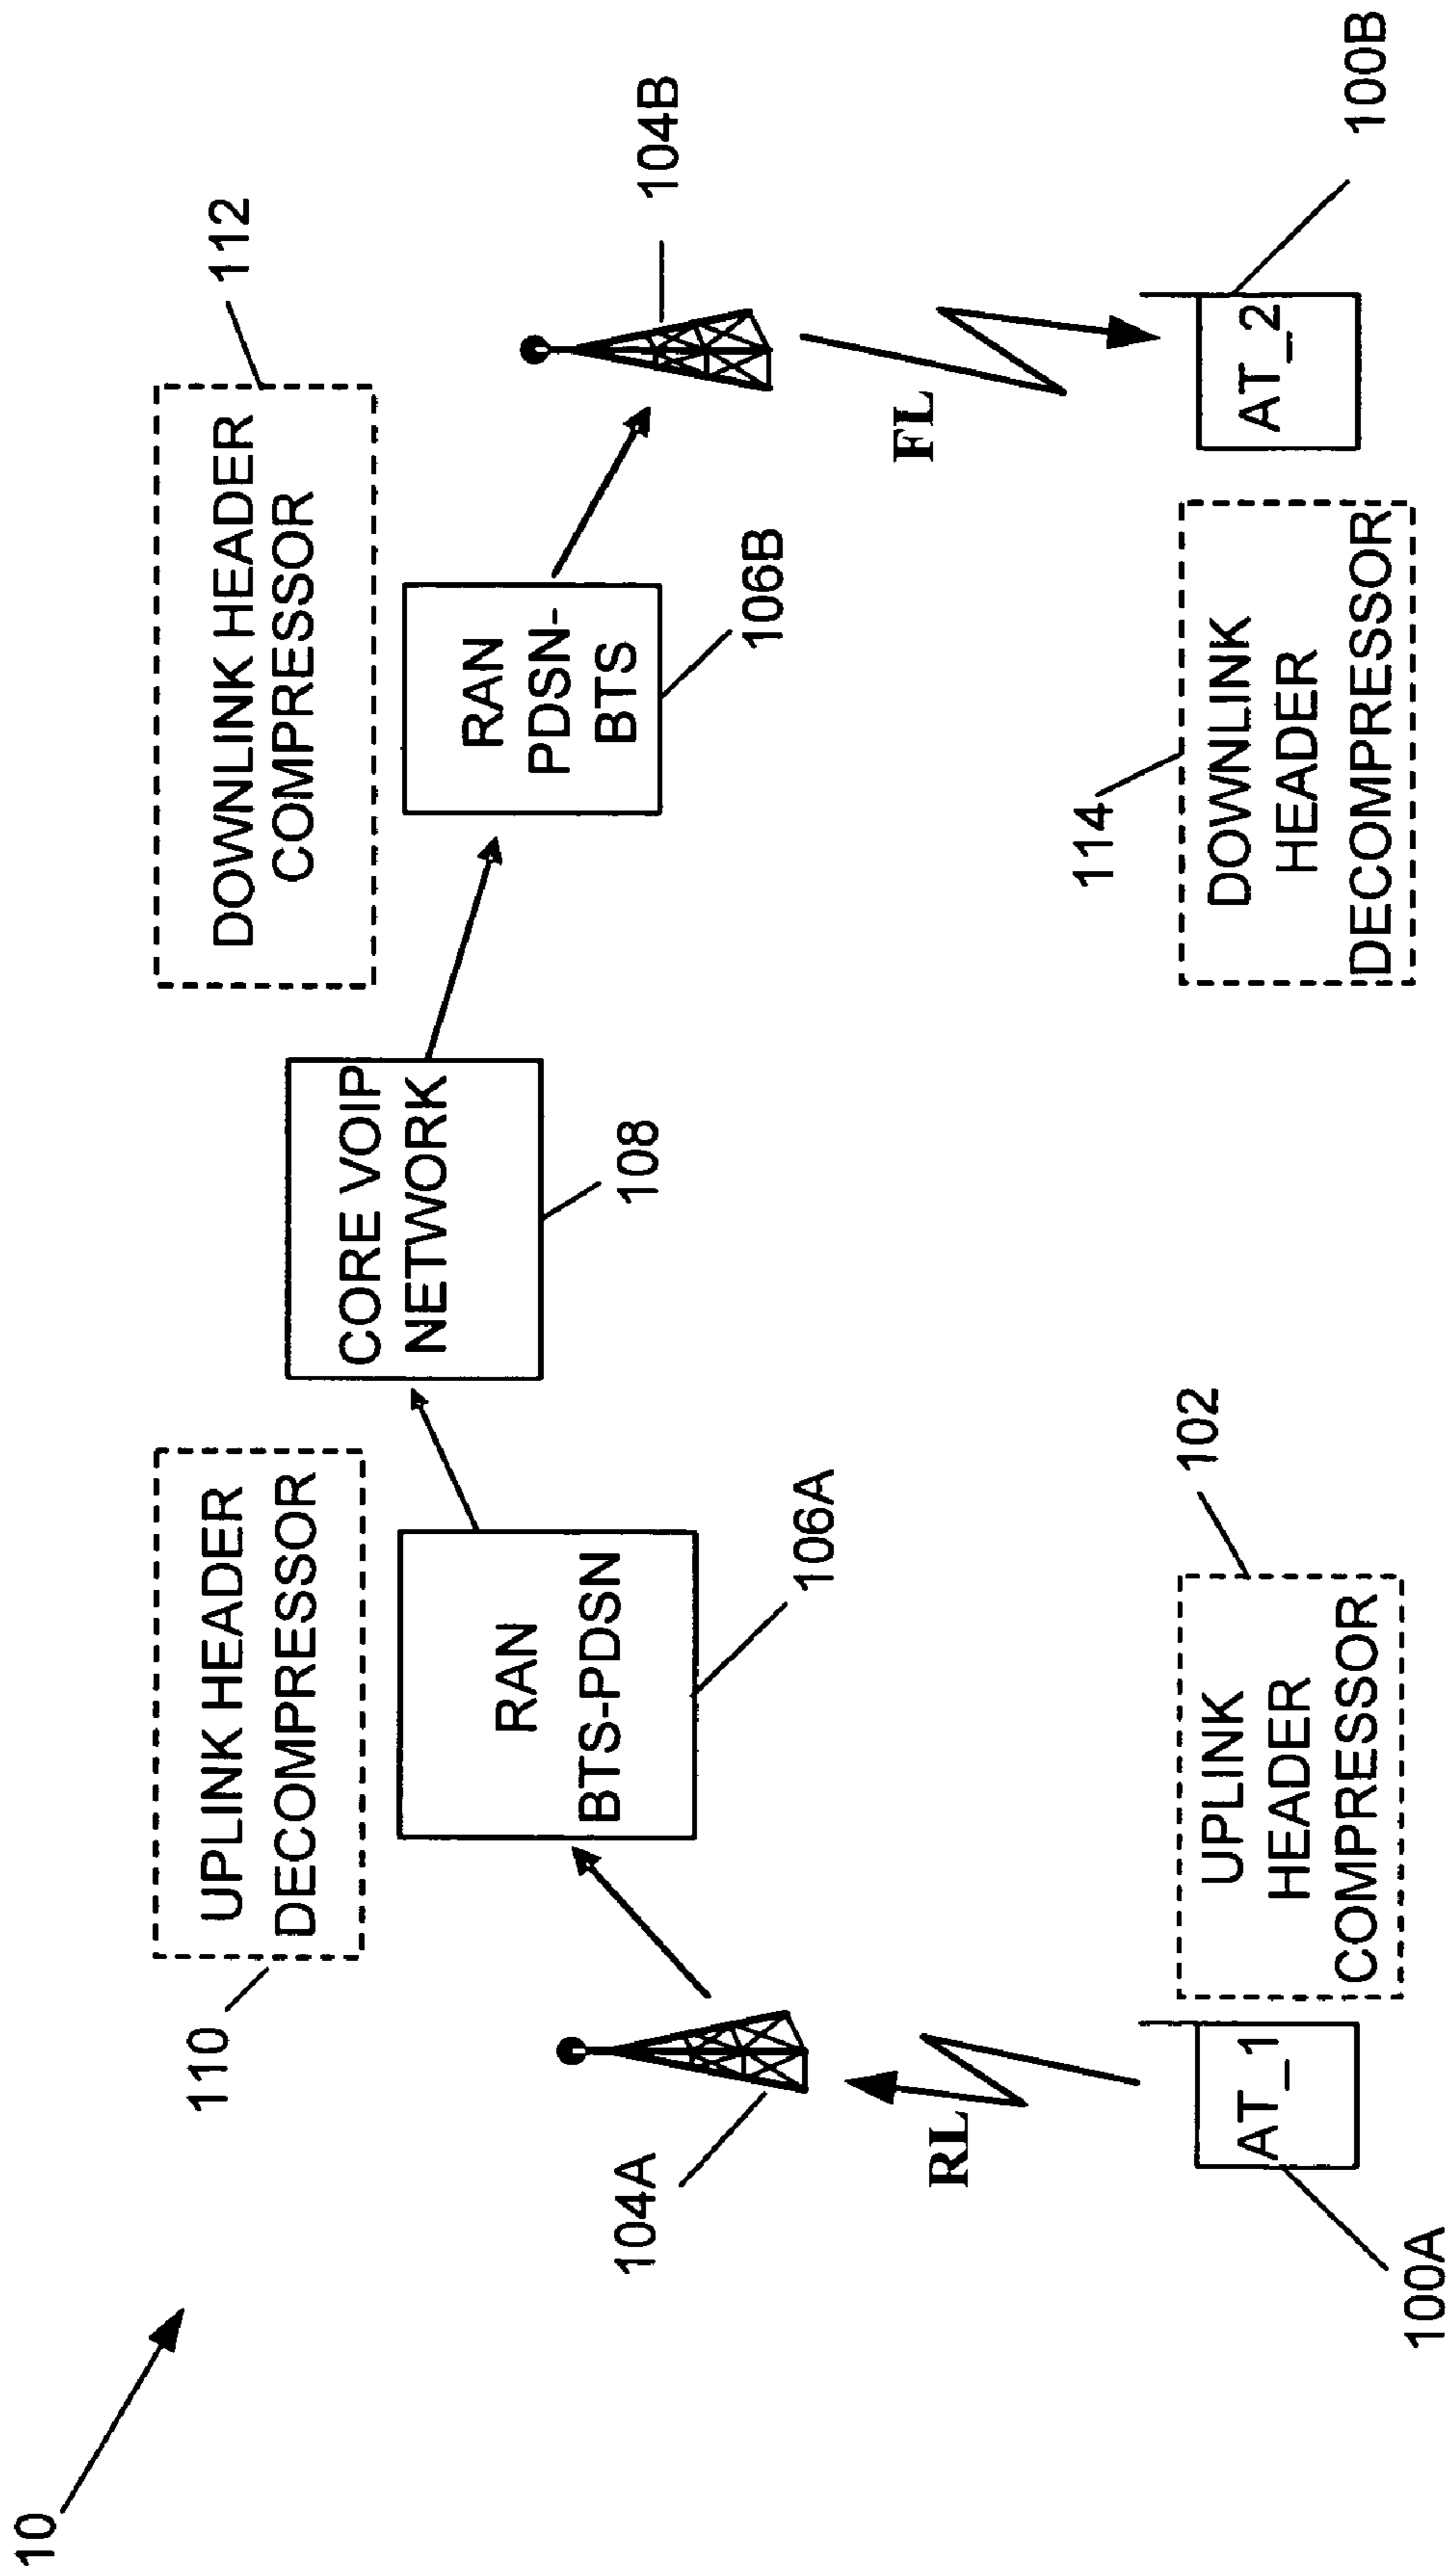 10
110
UPLINK HEADER
DECOMPRESSOR
DOWNLINK HEADER
COMPRESSOR
112
CORE VOIP
NETWORK
108
RAN
BTS-PDSN
106A
RAN
PDSN-
BTS
106B
104A
104B
RL
FL
AT_1
100A
UPLINK
HEADER
COMPRESSOR
102
114
DOWNLINK
HEADER
DECOMPRESSOR
AT_2
100B